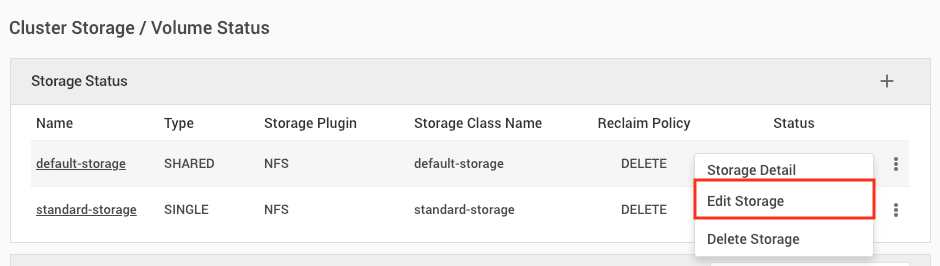 Cluster Storage / Volume Status
Storage Status
Name Type Storage Plugin Storage Class Name Reclaim Policy Status
default-storage SHARED NFS default-storage DELETE
Storage Detail
Edit Storage
standard-storage SINGLE NFS standard-storage DELETE
Delete Storage